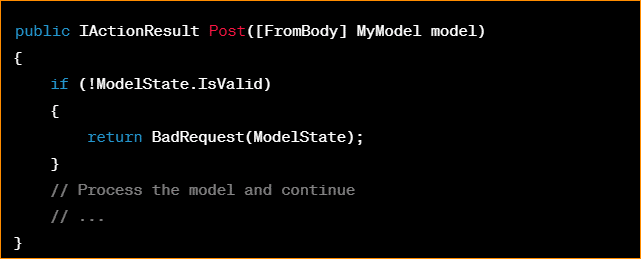 public IActionResult Post([FromBody] MyModel model)
{
    if (!ModelState.IsValid)
    {
        return BadRequest(ModelState);
    }
    // Process the model and continue
    // ...
}